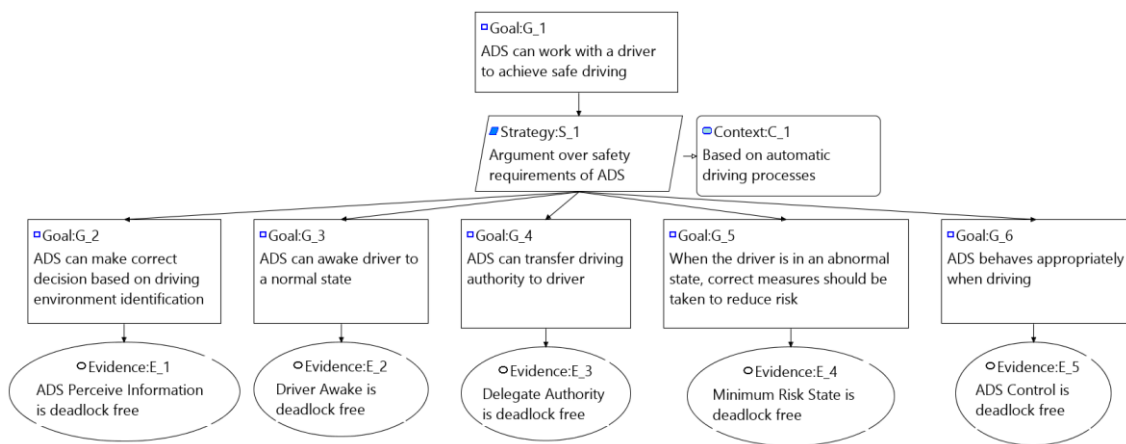 Goal:G_1
ADS can work with a driver
to achieve safe driving
Strategy:S_1
Argument over safety
requirements of ADS
Context:C_1
Based on automatic
driving processes
Goal:G_2
ADS can make correct
decision based on driving
environment identification
Goal:G_3
ADS can awake driver to
a normal state
Goal:G_4
ADS can transfer driving
authority to driver
Goal:G_5
When the driver is in an abnormal
state, correct measures should be
taken to reduce risk
Goal:G_6
ADS behaves appropriately
when driving
Evidence:E_1
ADS Perceive Information
is deadlock free
Evidence:E_2
Driver Awake is
deadlock free
Evidence:E_3
Delegate Authority is
deadlock free
Evidence:E_4
Minimum Risk State is
deadlock free
Evidence:E_5
ADS Control is
deadlock free